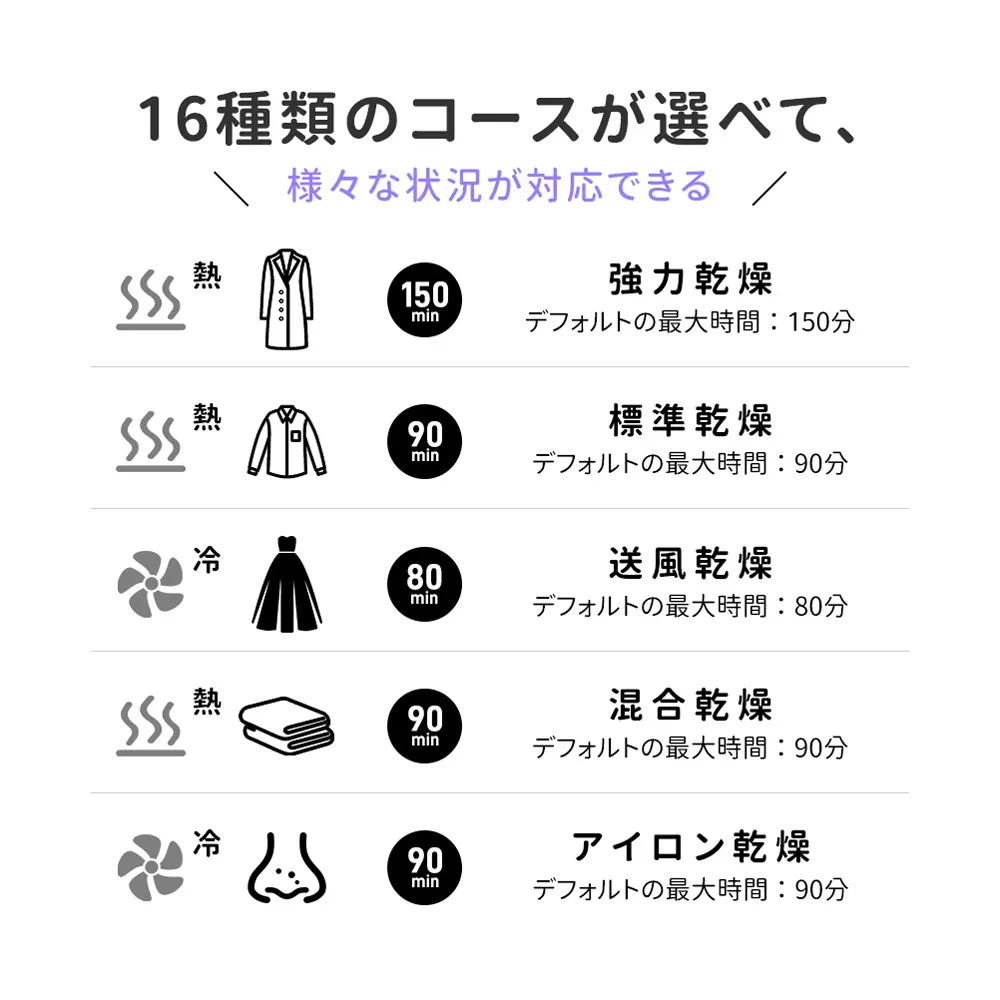 16種類のコースが選べて、
様々な状況が対応できる
熱
150
min
強力乾燥
デフォルトの最大時間：150分
熱
90
min
標準乾燥
デフォルトの最大時間：90分
冷
80
min
送風乾燥
デフォルトの最大時間：80分
熱
90
min
混合乾燥
デフォルトの最大時間：90分
冷
90
min
アイロン乾燥
デフォルトの最大時間：90分